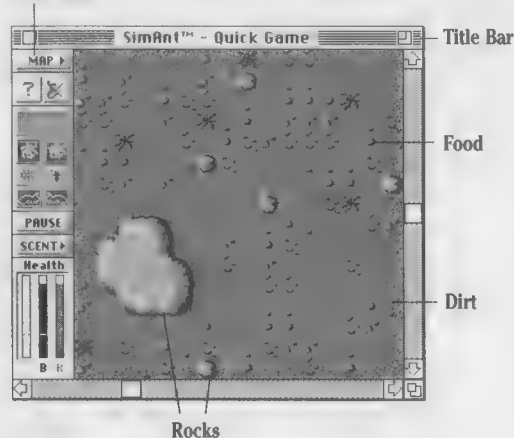 SimAnt™ - Quick Game
Title Bar
MAP
?
Food
PAUSE
SCENT
Health
Dirt
B R
Rocks